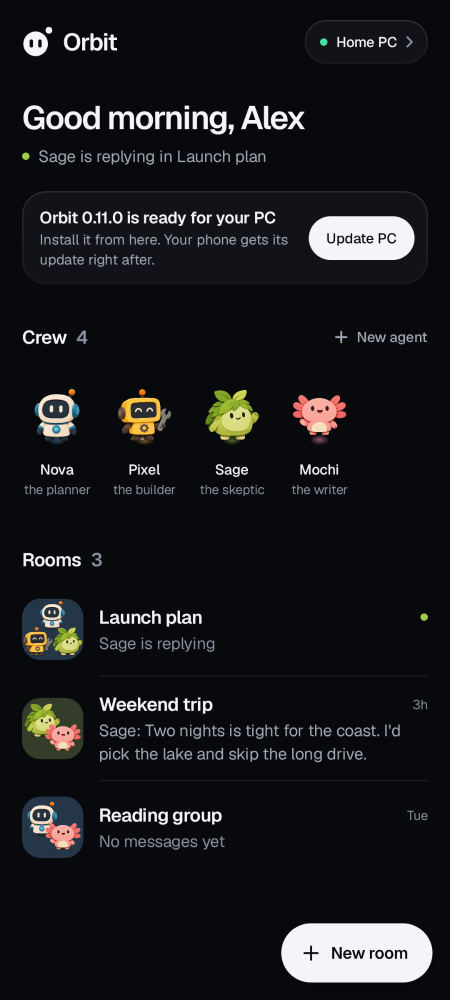 Orbit
Home PC
Good morning, Alex
Sage is replying in Launch plan
Orbit 0.11.0 is ready for your PC
Install it from here. Your phone gets its
update right after.
Update PC
Crew 4
+ New agent
Nova
the planner
Pixel
the builder
Sage
the skeptic
Mochi
the writer
Rooms 3
Launch plan
Sage is replying
Weekend trip
3h
Sage: Two nights is tight for the coast. I'd
pick the lake and skip the long drive.
Reading group
Tue
No messages yet
+ New room